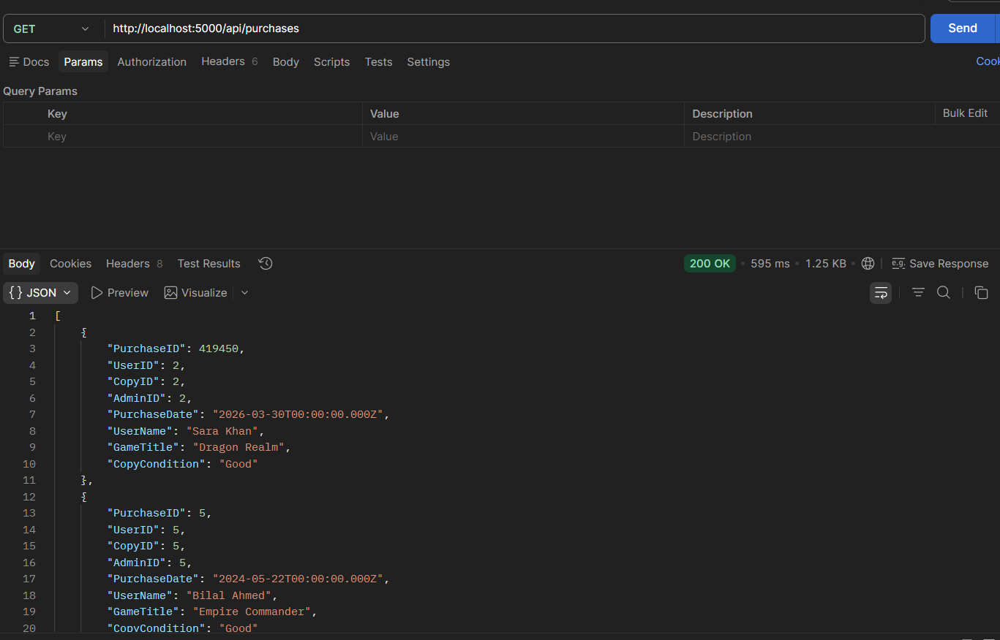 GET http://localhost:5000/api/purchases Send
Docs Params Authorization Headers 6 Body Scripts Tests Settings
Query Params
Key Value Description Bulk Edit
Key Value Description
Body Cookies Headers 8 Test Results 200 OK 595 ms 1.25 KB e.g. Save Response
{ } JSON Preview Visualize
1 [
2 {
3 "PurchaseID": 419450,
4 "UserID": 2,
5 "CopyID": 2,
6 "AdminID": 2,
7 "PurchaseDate": "2026-03-30T00:00:00.000Z",
8 "UserName": "Sara Khan",
9 "GameTitle": "Dragon Realm",
10 "CopyCondition": "Good"
11 },
12 {
13 "PurchaseID": 5,
14 "UserID": 5,
15 "CopyID": 5,
16 "AdminID": 5,
17 "PurchaseDate": "2024-05-22T00:00:00.000Z",
18 "UserName": "Bilal Ahmed",
19 "GameTitle": "Empire Commander",
20 "CopyCondition": "Good"